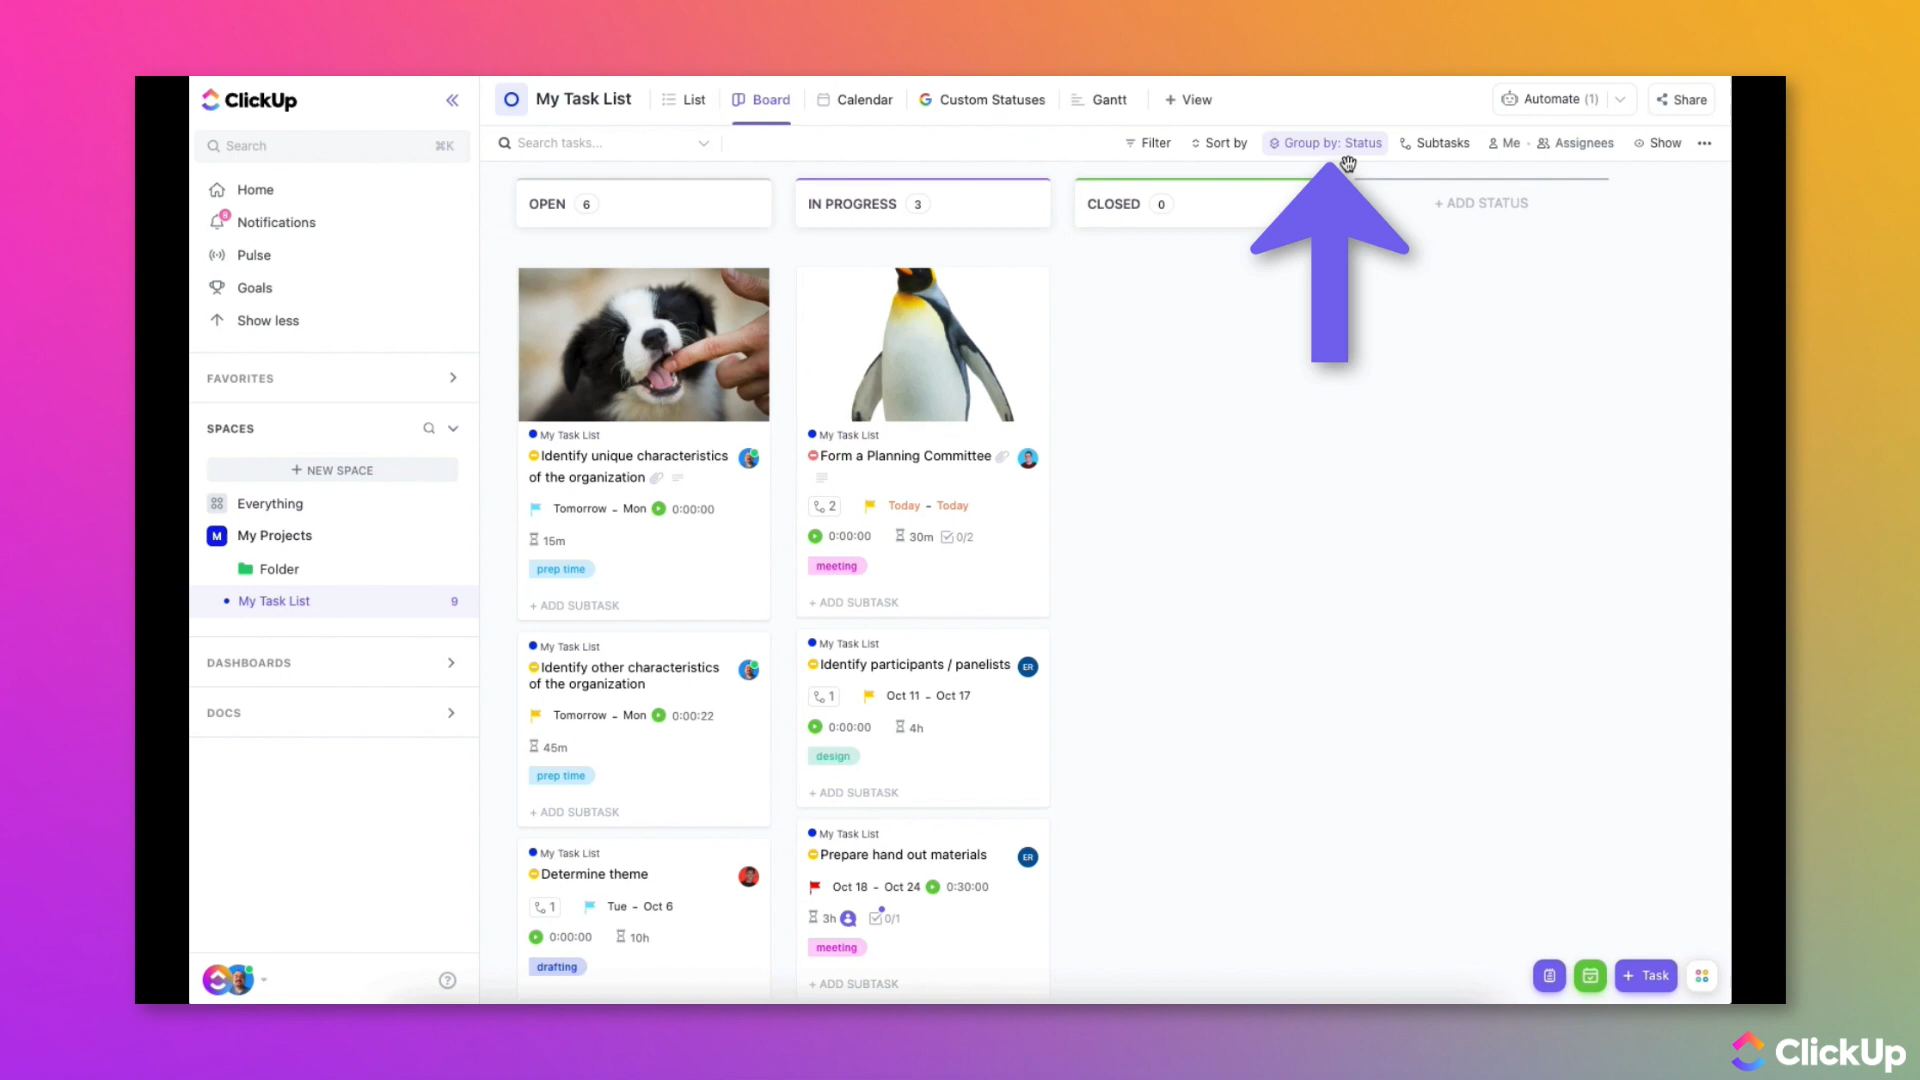 ClickUp
Search ⌘K
Home
8
Notifications
Pulse
Goals
Show less
FAVORITES
SPACES
+ NEW SPACE
Everything
M My Projects
Folder
My Task List 9
DASHBOARDS
DOCS
My Task List
List
Board
Calendar
Custom Statuses
Gantt
+ View
Automate (1)
Share
Search tasks...
Filter
Sort by
Group by: Status
Subtasks
Me
Assignees
Show
OPEN 6
My Task List
Identify unique characteristics
of the organization
Tomorrow - Mon 0:00:00
15m
prep time
+ ADD SUBTASK
My Task List
Identify other characteristics
of the organization
Tomorrow - Mon 0:00:22
45m
prep time
+ ADD SUBTASK
My Task List
Determine theme
1 Tue - Oct 6
0:00:00 10h
drafting
IN PROGRESS 3
My Task List
Form a Planning Committee
2 Today - Today
0:00:00 30m 0/2
meeting
+ ADD SUBTASK
My Task List
Identify participants / panelists ER
1 Oct 11 - Oct 17
0:00:00 4h
design
+ ADD SUBTASK
My Task List
Prepare hand out materials ER
Oct 18 - Oct 24 0:30:00
3h 0/1
meeting
+ ADD SUBTASK
CLOSED 0
+ ADD STATUS
+ Task
ClickUp